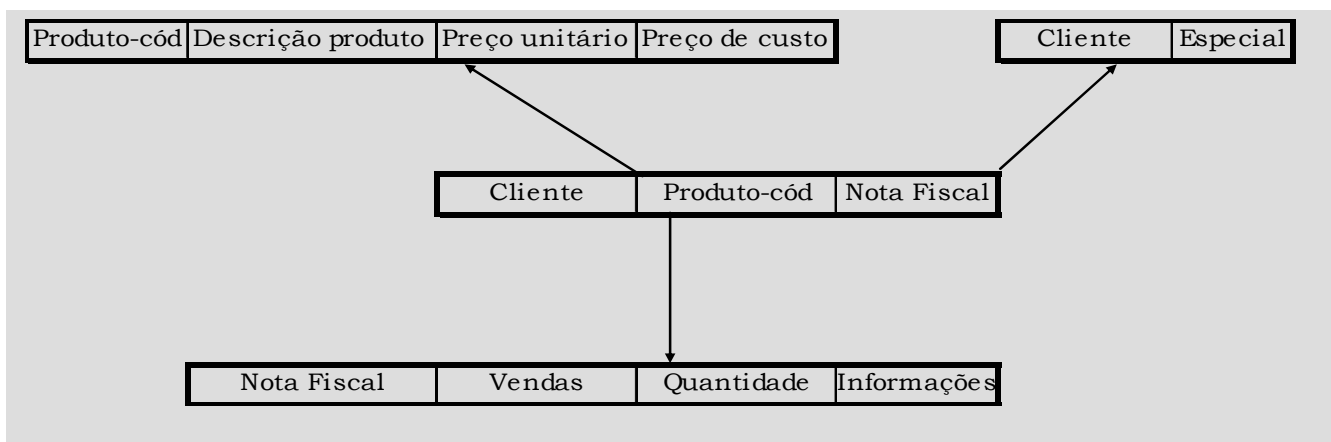 Produto-cód Descrição produto Preço unitário Preço de custo Cliente Especial
Cliente Produto-cód Nota Fiscal
Nota Fiscal Vendas Quantidade Informações